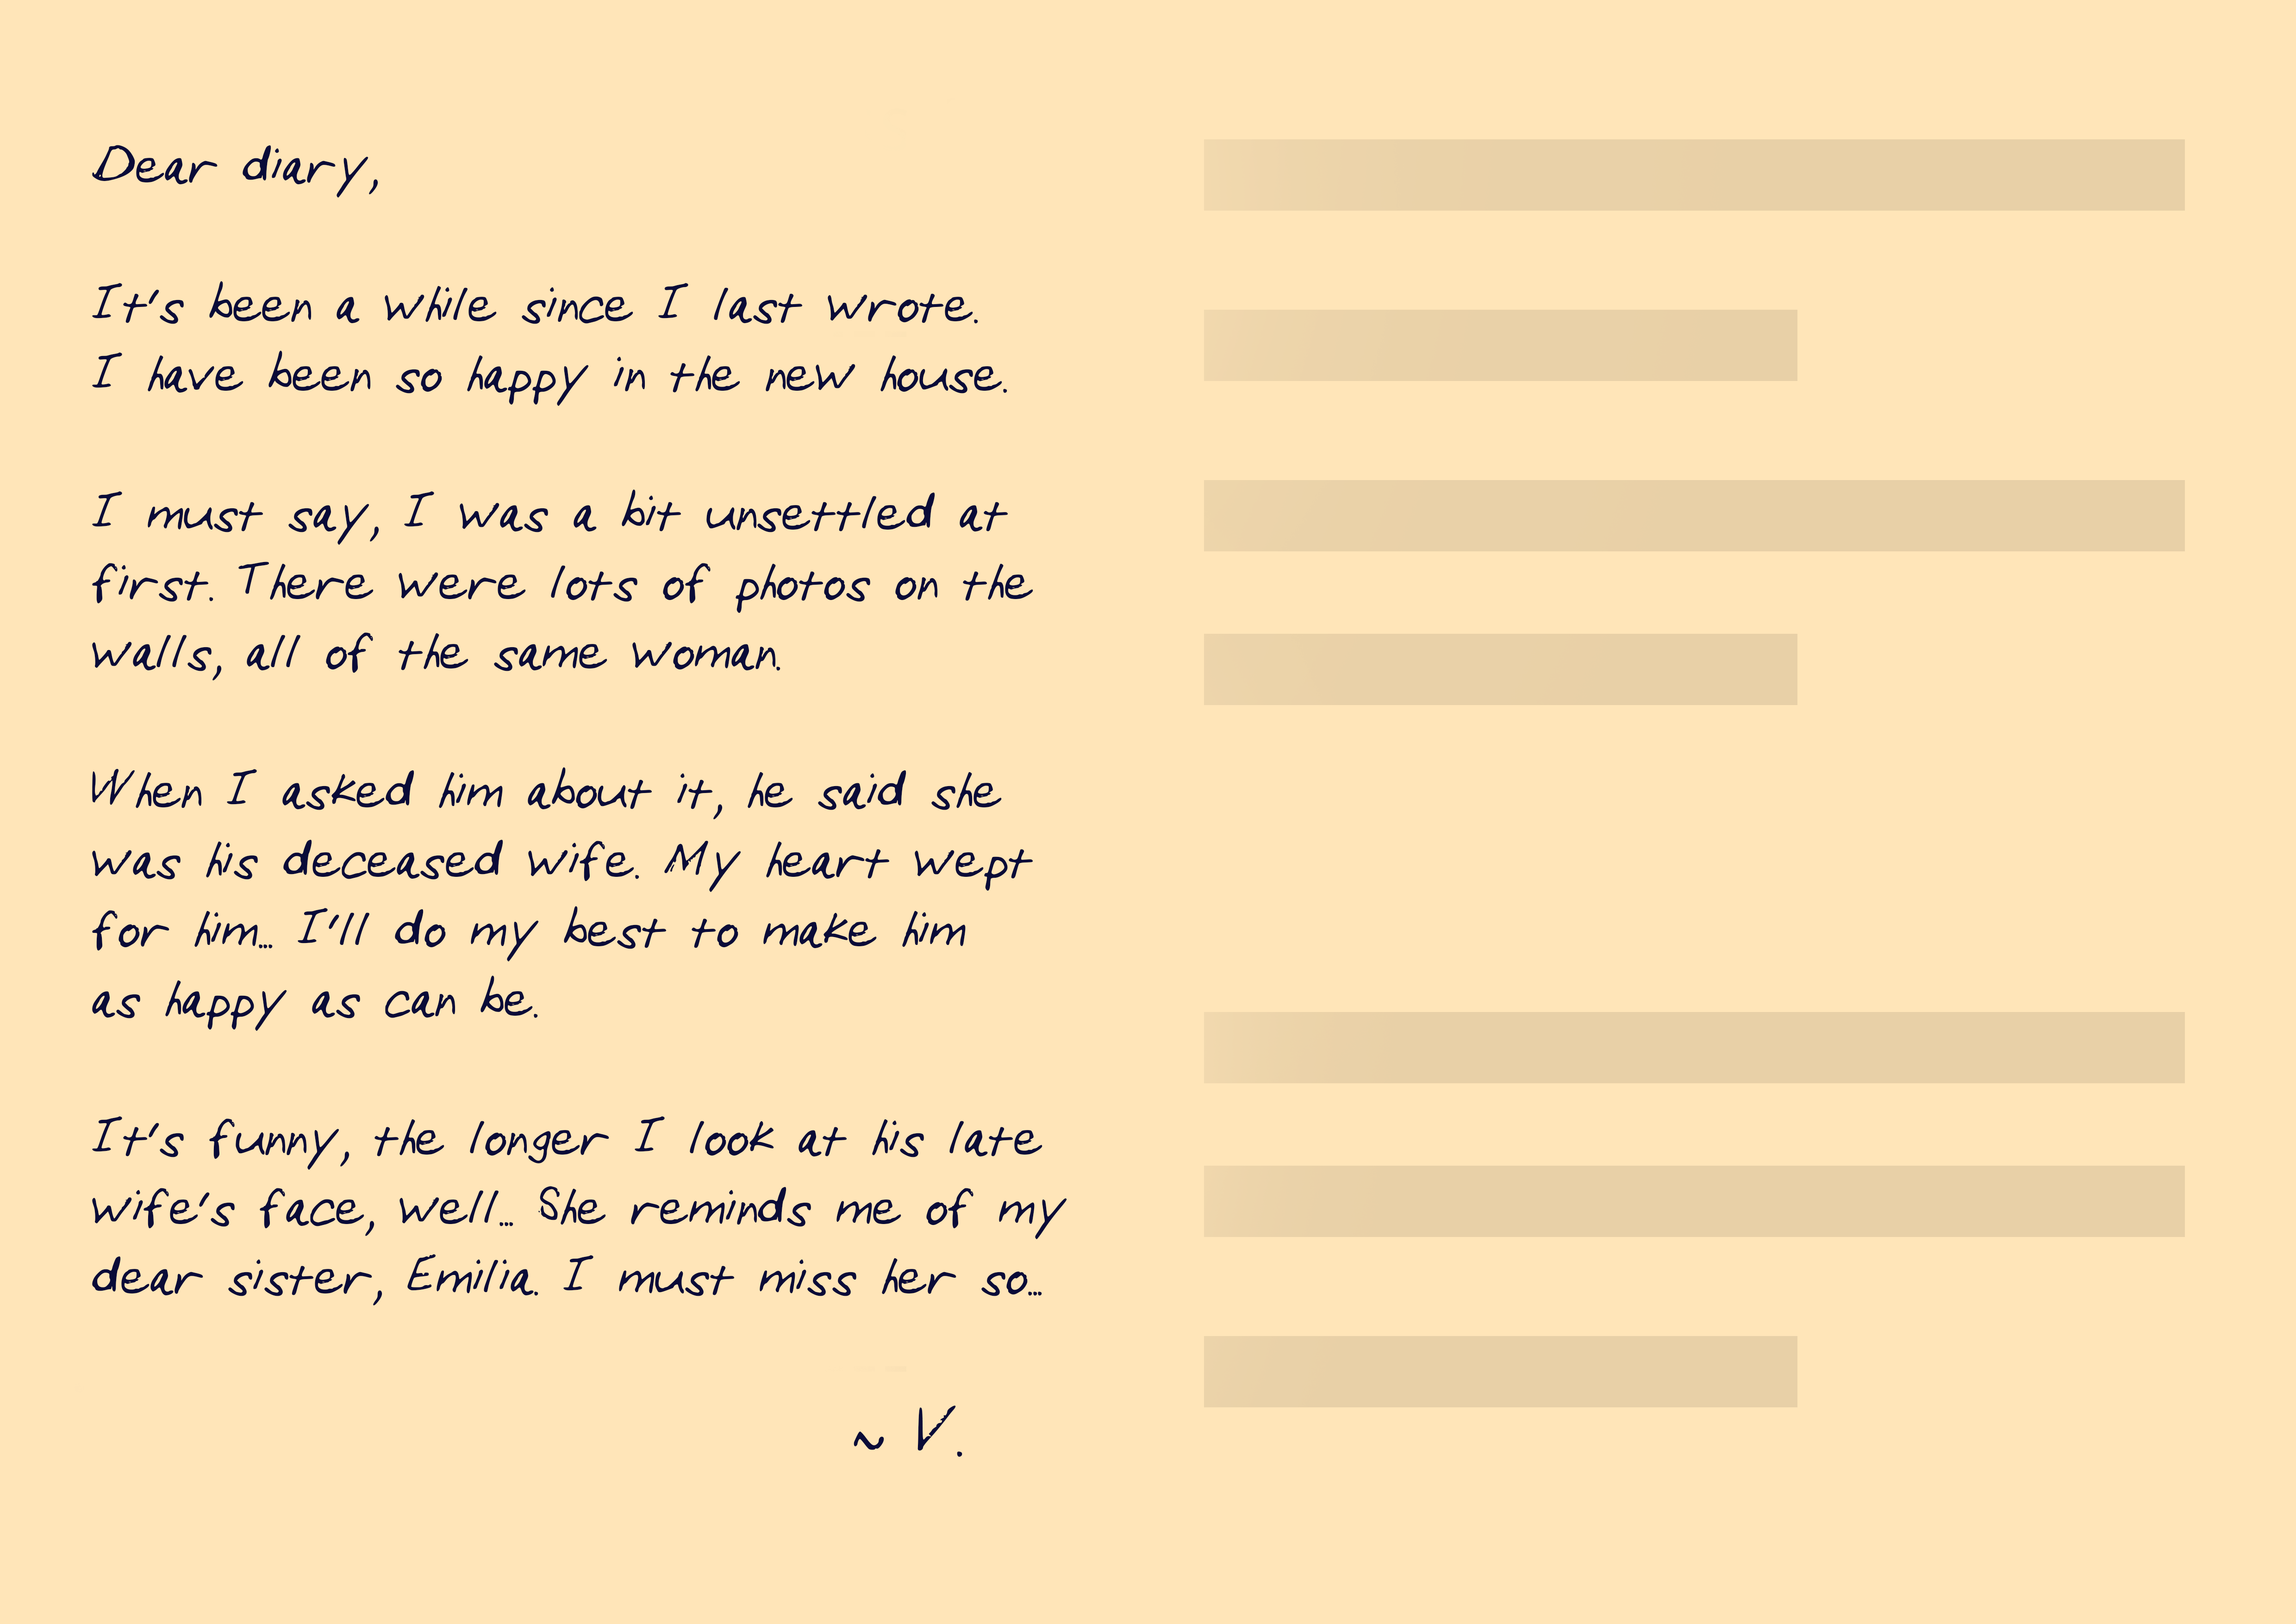 Dear diary,
It's been a while since I last wrote.
I have been so happy in the new house.
I must say, I was a bit unsettled at
first. There were lots of photos on the
walls, all of the same woman.
When I asked him about it, he said she
was his deceased wife. My heart wept
for him... I'll do my best to make him
as happy as can be.
It's funny, the longer I look at his late
wife's face, well... She reminds me of my
dear sister, Emilia. I must miss her so...
~ V.